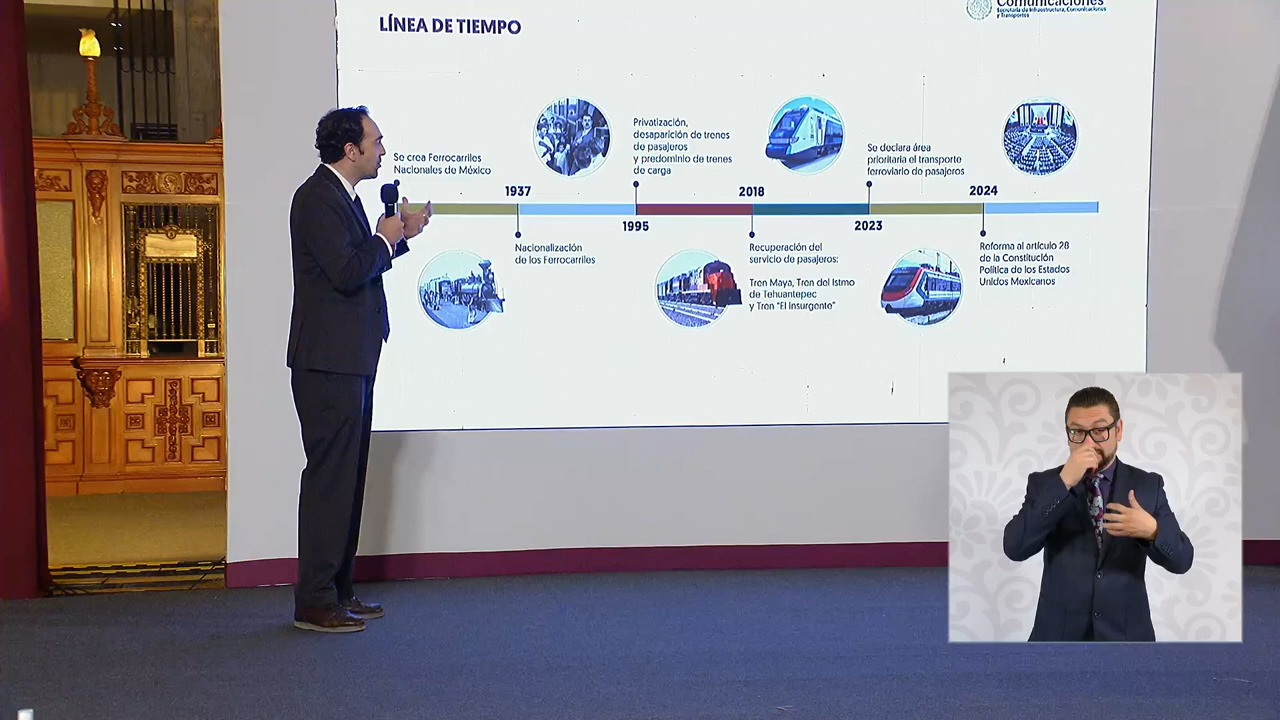 Comunicaciones
Secretaría de Infraestructura, Comunicaciones
y Transportes
LÍNEA DE TIEMPO
Se crea Ferrocarriles
Nacionales de México
1937
Nacionalización
de los Ferrocarriles
Privatización,
desaparición de trenes
de pasajeros
y predominio de trenes
de carga
1995
2018
Recuperación del
servicio de pasajeros:
Tren Maya, Tren del Istmo
de Tehuantepec
y Tren "El Insurgente"
Se declara área
prioritaria el transporte
ferroviario de pasajeros
2023
2024
Reforma al artículo 28
de la Constitución
Política de los Estados
Unidos Mexicanos